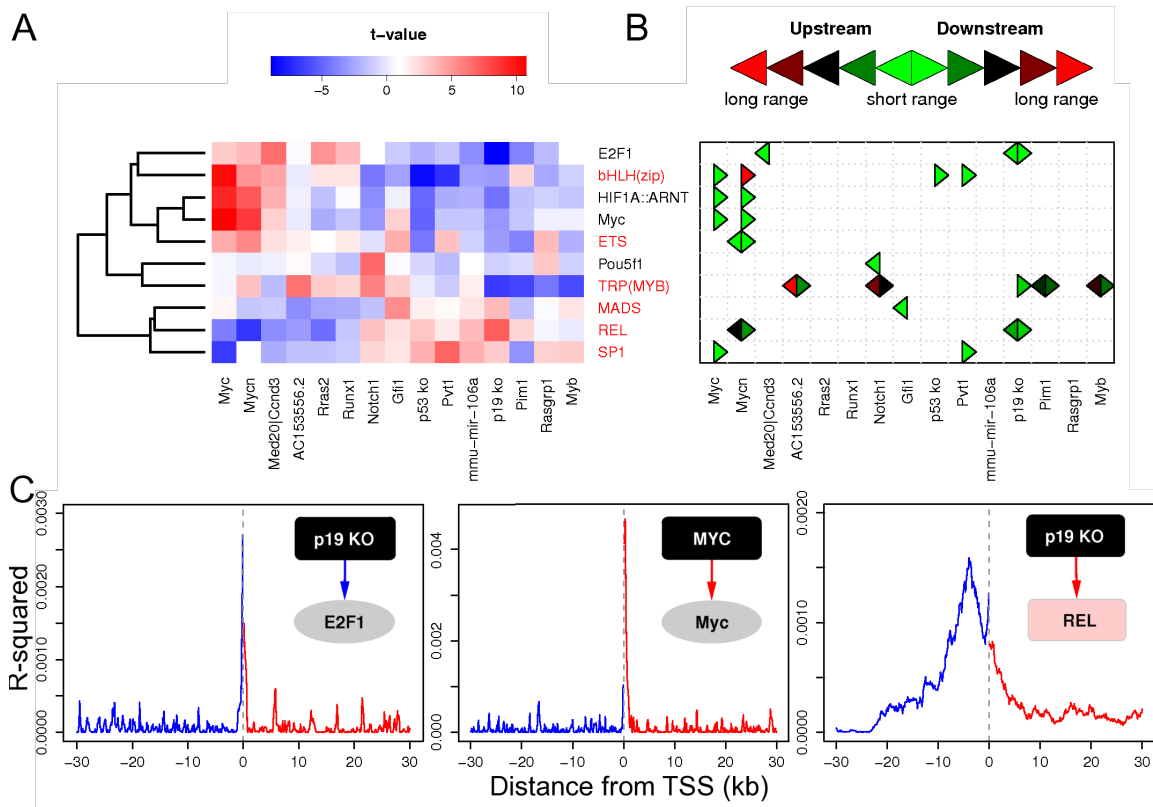 A
t−value
−5 0 5 10
E2F1
bHLH(zip)
HIF1A::ARNT
Myc
ETS
Pou5f1
TRP(MYB)
MADS
REL
SP1
Myc
Mycn
Med20|Ccnd3
AC153556.2
Rras2
Runx1
Notch1
Gfi1
p53 ko
Pvt1
mmu−mir−106a
p19 ko
Pim1
Rasgrp1
Myb
B
Upstream Downstream
long range short range long range
Myc
Mycn
Med20|Ccnd3
AC153556.2
Rras2
Runx1
Notch1
Gfi1
p53 ko
Pvt1
mmu−mir−106a
p19 ko
Pim1
Rasgrp1
Myb
C
R-squared
0.0030
0.0020
0.0010
0.0000
p19 KO
E2F1
−30 −20 −10 0 10 20 30
0.004
0.002
0.000
MYC
Myc
−30 −20 −10 0 10 20 30
0.0020
0.0010
0.0000
p19 KO
REL
−30 −20 −10 0 10 20 30
Distance from TSS (kb)